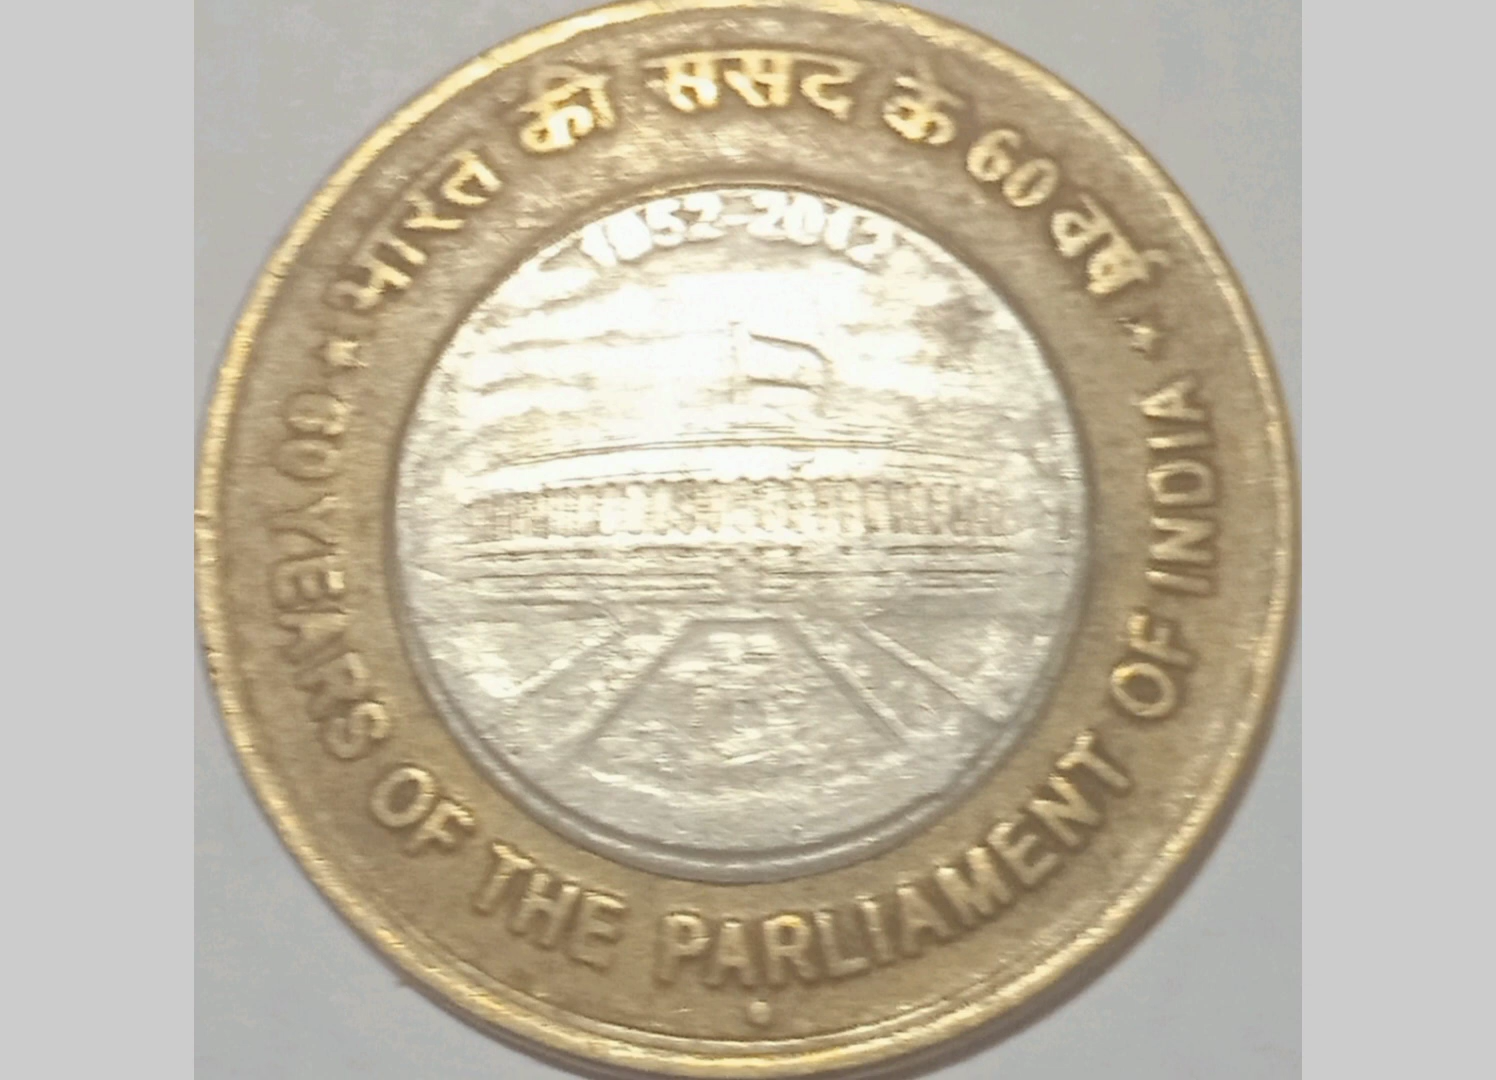 भारत की संसद के 60 वर्ष
1952-2012
60 YEARS OF THE PARLIAMENT OF INDIA